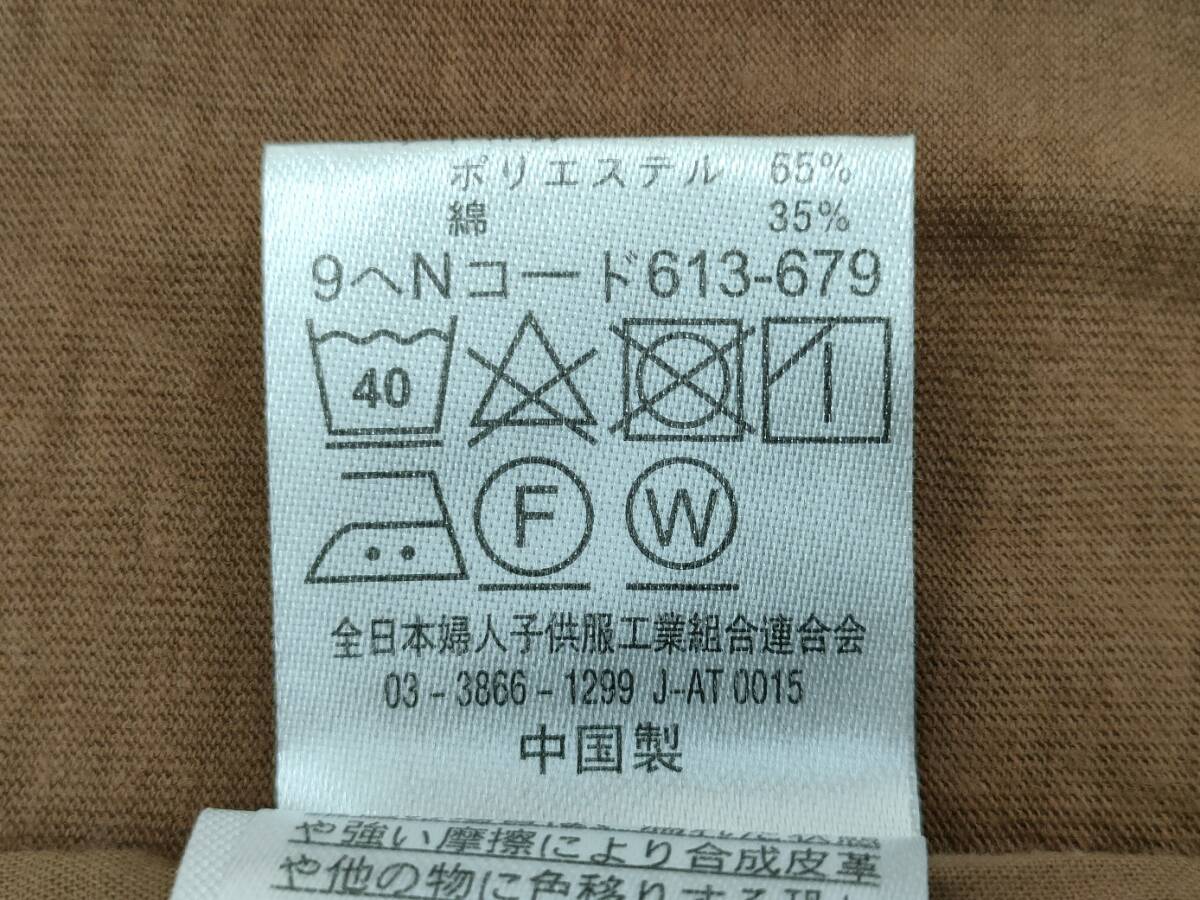 ポリエステル 65%
綿 35%
9へNコード613-679
40
F W
全日本婦人子供服工業組合連合会
03-3866-1299 J-AT 0015
中国製
や強い摩擦により合成皮革
や他の物に色移りする恐